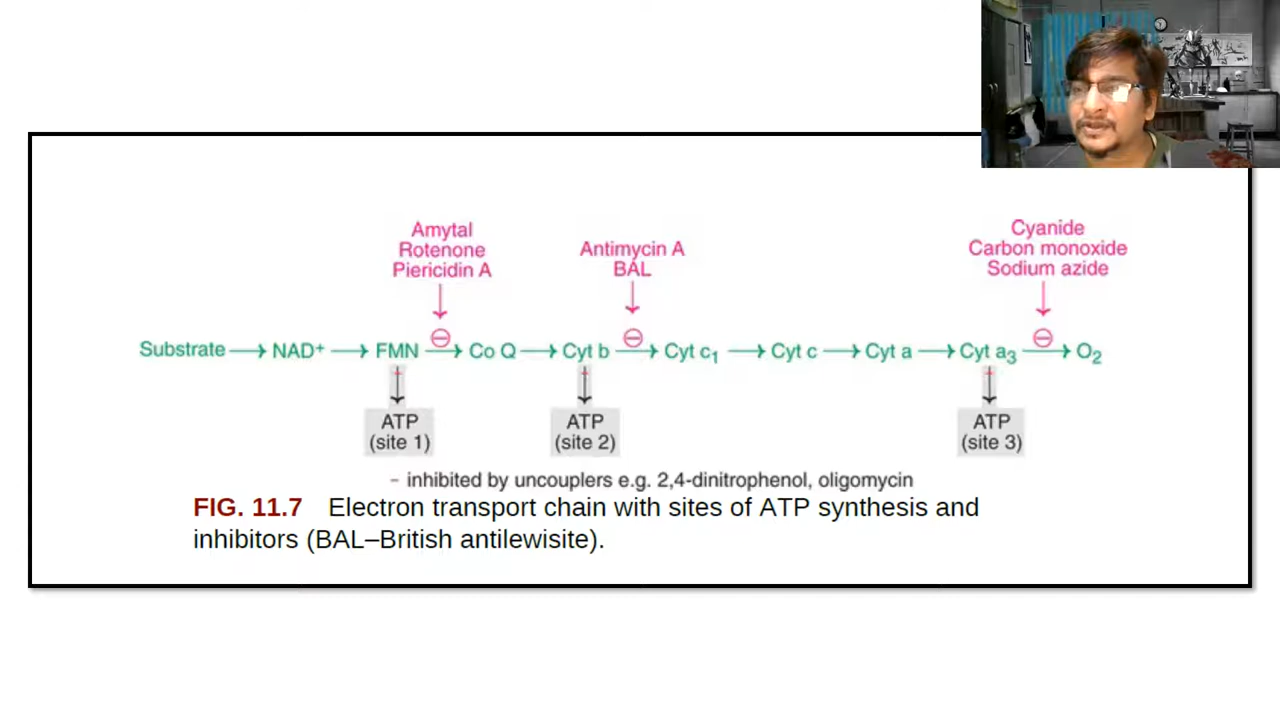 Amytal
Rotenone
Piericidin A
Antimycin A
BAL
Cyanide
Carbon monoxide
Sodium azide
Substrate → NAD⁺ → FMN → Co Q → Cyt b → Cyt c₁ → Cyt c → Cyt a → Cyt a₃ → O₂
ATP
(site 1)
ATP
(site 2)
ATP
(site 3)
– inhibited by uncouplers e.g. 2,4-dinitrophenol, oligomycin
FIG. 11.7 Electron transport chain with sites of ATP synthesis and
inhibitors (BAL–British antilewisite).